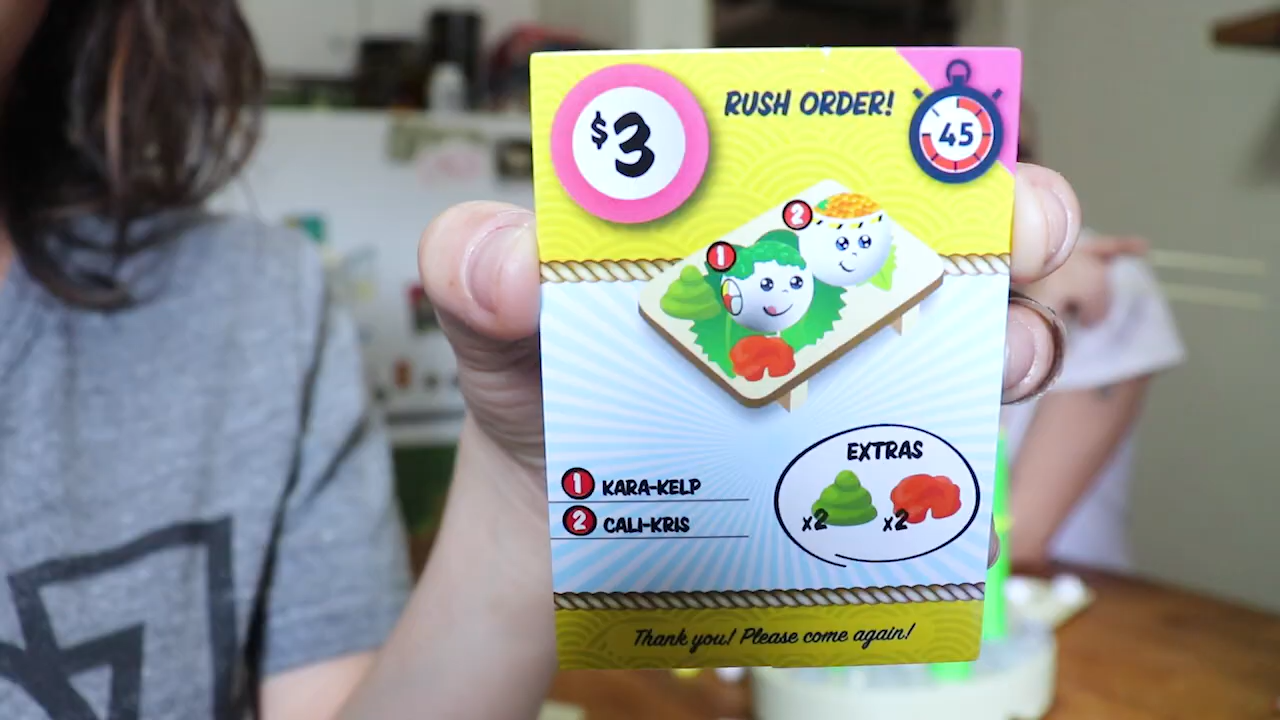 $3
RUSH ORDER!
45
2
1
EXTRAS
1 KARA-KELP
2 CALI-KRIS
x2 x2
Thank you! Please come again!